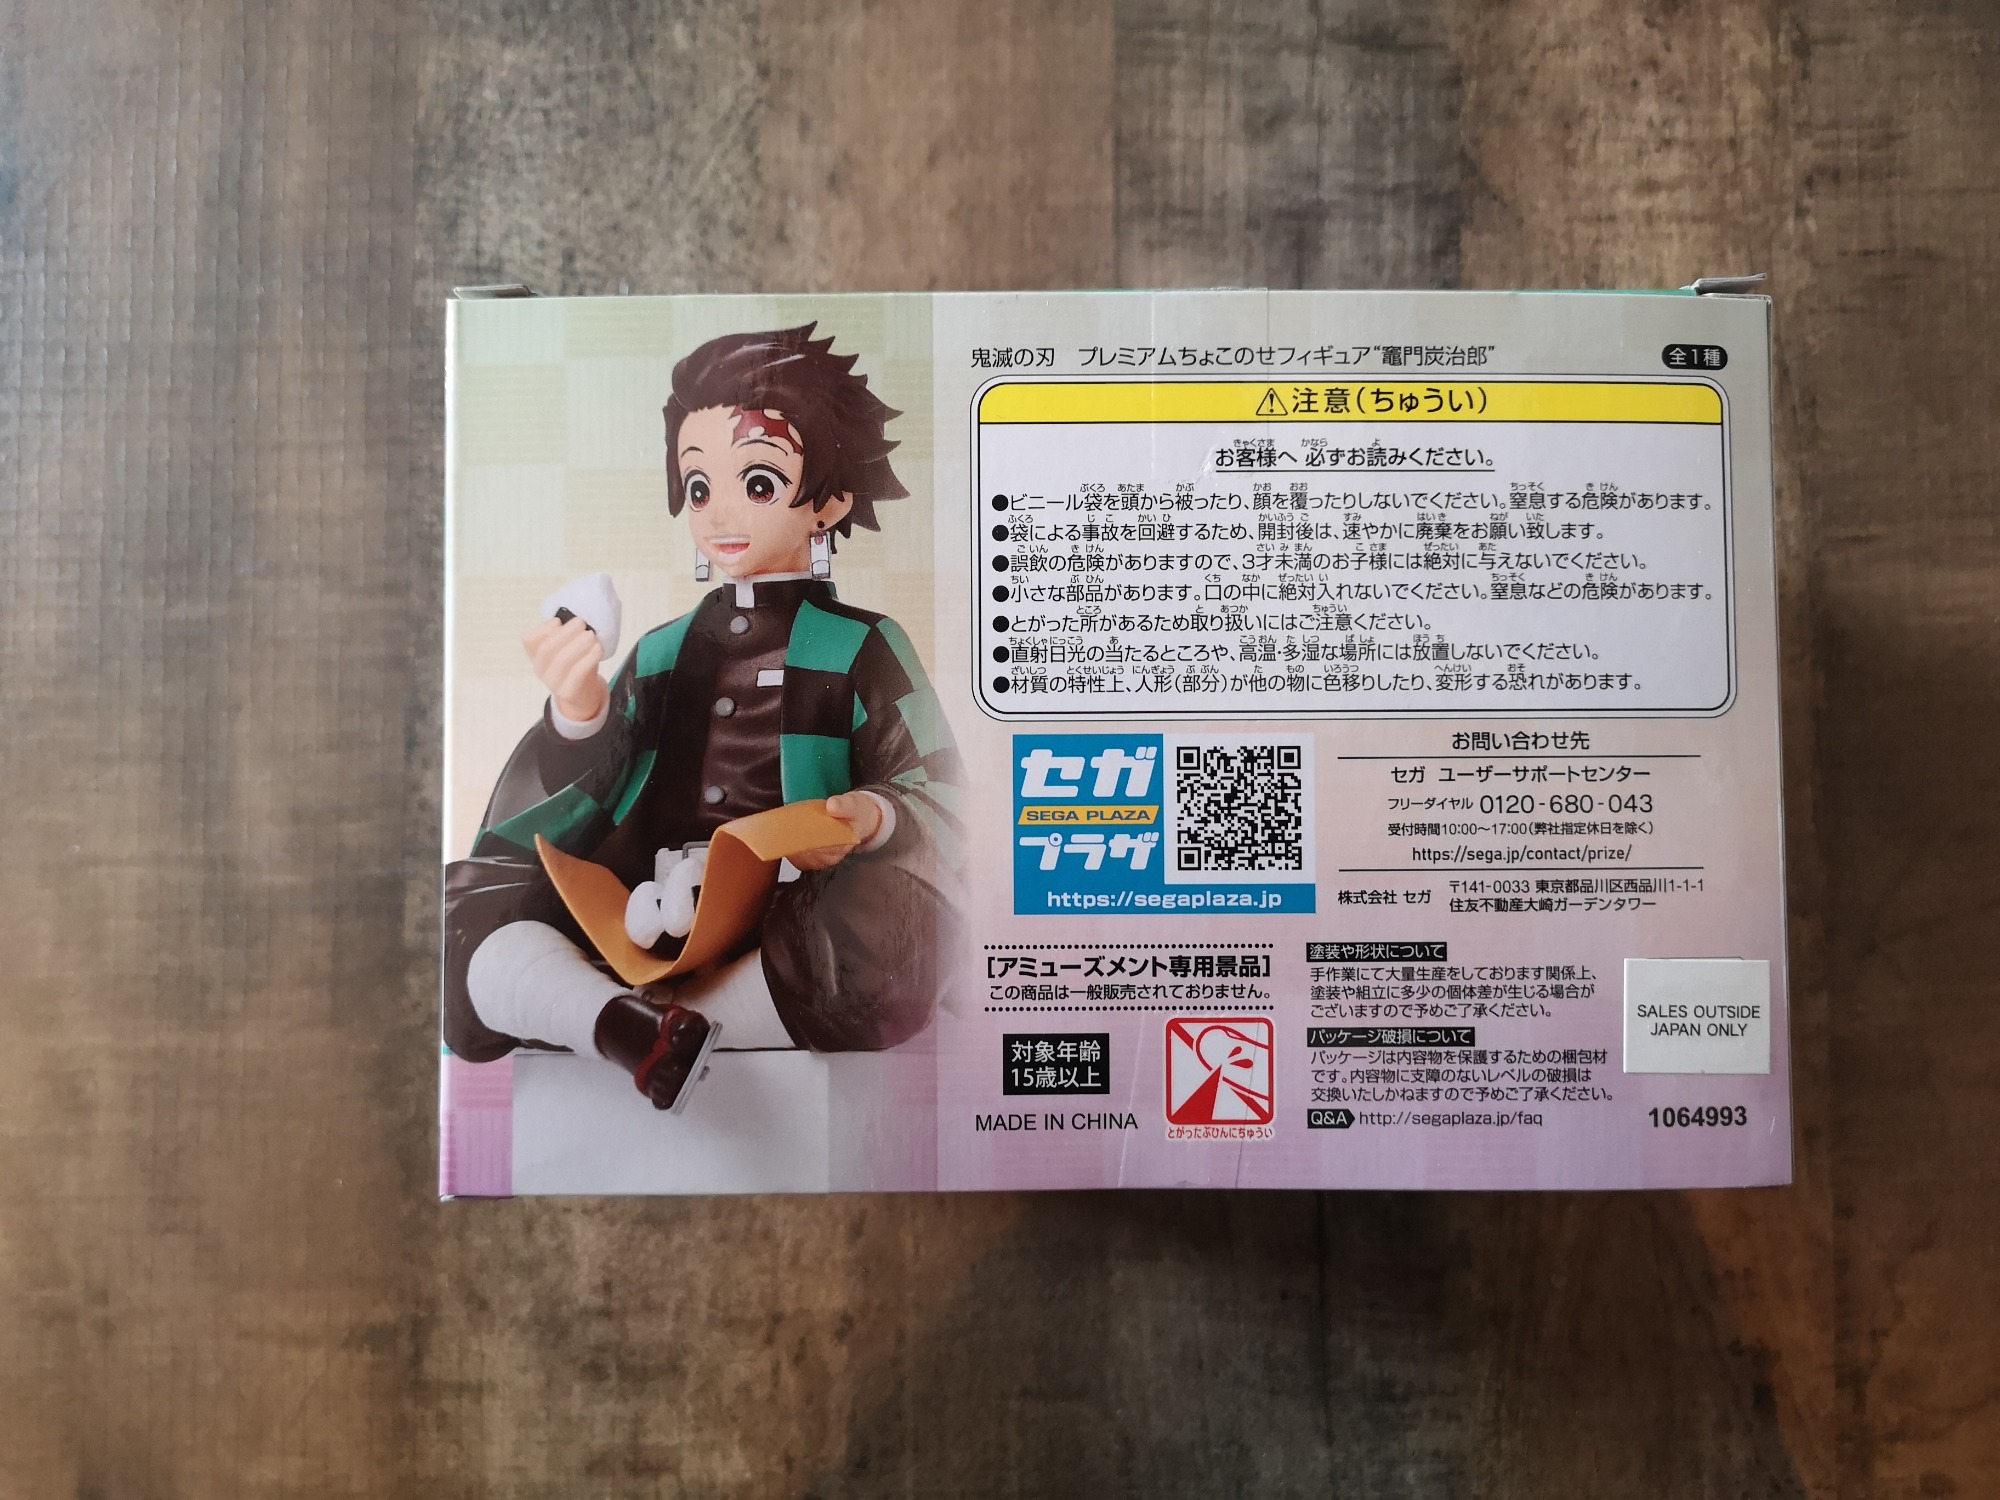 鬼滅の刃　プレミアムちょこのせフィギュア“竈門炭治郎”
全1種
⚠注意(ちゅうい)
お客様へ 必ずお読みください。
●ビニール袋を頭から被ったり、顔を覆ったりしないでください。窒息する危険があります。
●袋による事故を回避するため、開封後は、速やかに廃棄をお願い致します。
●誤飲の危険がありますので、3才未満のお子様には絶対に与えないでください。
●小さな部品があります。口の中に絶対入れないでください。窒息などの危険があります。
●とがった所があるため取り扱いにはご注意ください。
●直射日光の当たるところや、高温・多湿な場所には放置しないでください。
●材質の特性上、人形(部分)が他の物に色移りしたり、変形する恐れがあります。
セガ
SEGA PLAZA
プラザ
https://segaplaza.jp
お問い合わせ先
セガ ユーザーサポートセンター
フリーダイヤル 0120-680-043
受付時間10:00～17:00(弊社指定休日を除く)
https://sega.jp/contact/prize/
株式会社 セガ
〒141-0033 東京都品川区西品川1-1-1
住友不動産大崎ガーデンタワー
[アミューズメント専用景品]
この商品は一般販売されておりません。
対象年齢
15歳以上
MADE IN CHINA
とがったぶひんにちゅうい
塗装や形状について
手作業にて大量生産をしております関係上、
塗装や組立に多少の個体差が生じる場合が
ございますので予めご了承ください。
パッケージ破損について
パッケージは内容物を保護するための梱包材
です。内容物に支障のないレベルの破損は
交換いたしかねますので予めご了承ください。
Q&A http://segaplaza.jp/faq
SALES OUTSIDE
JAPAN ONLY
1064993